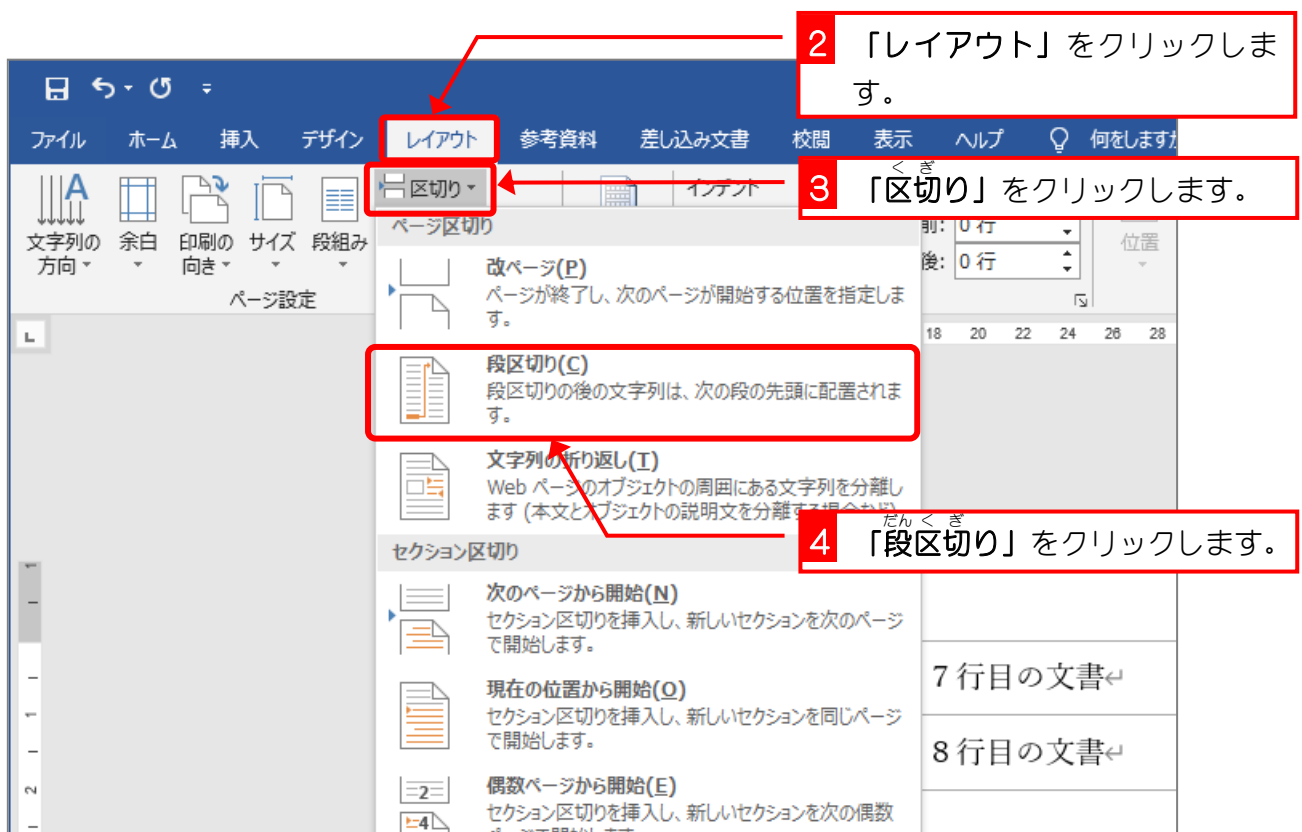 2 「レイアウト」をクリックしま
す。
ファイル ホーム 挿入 デザイン レイアウト 参考資料 差し込み文書 校閲 表示 ヘルプ 何をします
区切り インデント
くぎ
3 「区切り」をクリックします。
文字列の方向 余白 印刷の向き サイズ 段組み
ページ設定
前: 0 行
後: 0 行
位置
18 20 22 24 26 28
ページ区切り
改ページ(P)
ページが終了し、次のページが開始する位置を指定しま
す。
段区切り(C)
段区切りの後の文字列は、次の段の先頭に配置されま
す。
文字列の折り返し(T)
Web ページのオブジェクトの周囲にある文字列を分離し
ます (本文とオブジェクトの説明文を分離する場合など)
だんくぎ
4 「段区切り」をクリックします。
セクション区切り
次のページから開始(N)
セクション区切りを挿入し、新しいセクションを次のページ
で開始します。
現在の位置から開始(O)
セクション区切りを挿入し、新しいセクションを同じページ
で開始します。
偶数ページから開始(E)
セクション区切りを挿入し、新しいセクションを次の偶数
2
4
7 行目の文書
8 行目の文書
1
2